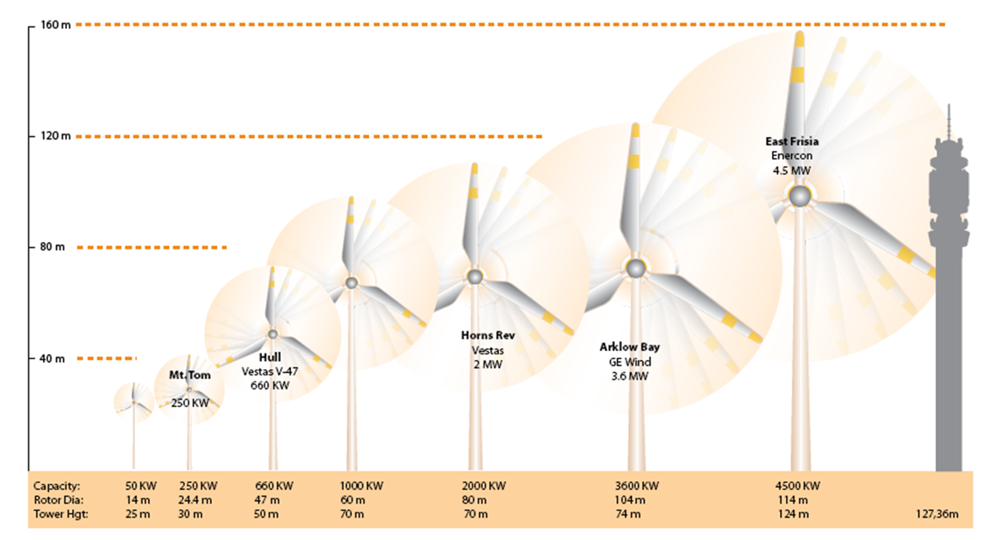 160 m
120 m
80 m
40 m
East Frisia
Enercon
4.5 MW
Arklow Bay
GE Wind
3.6 MW
Horns Rev
Vestas
2 MW
Hull
Vestas V-47
660 KW
Mt. Tom
250 KW
Capacity: 50 KW 250 KW 660 KW 1000 KW 2000 KW 3600 KW 4500 KW
Rotor Dia: 14 m 24.4 m 47 m 60 m 80 m 104 m 114 m
Tower Hgt: 25 m 30 m 50 m 70 m 70 m 74 m 124 m 127,36m